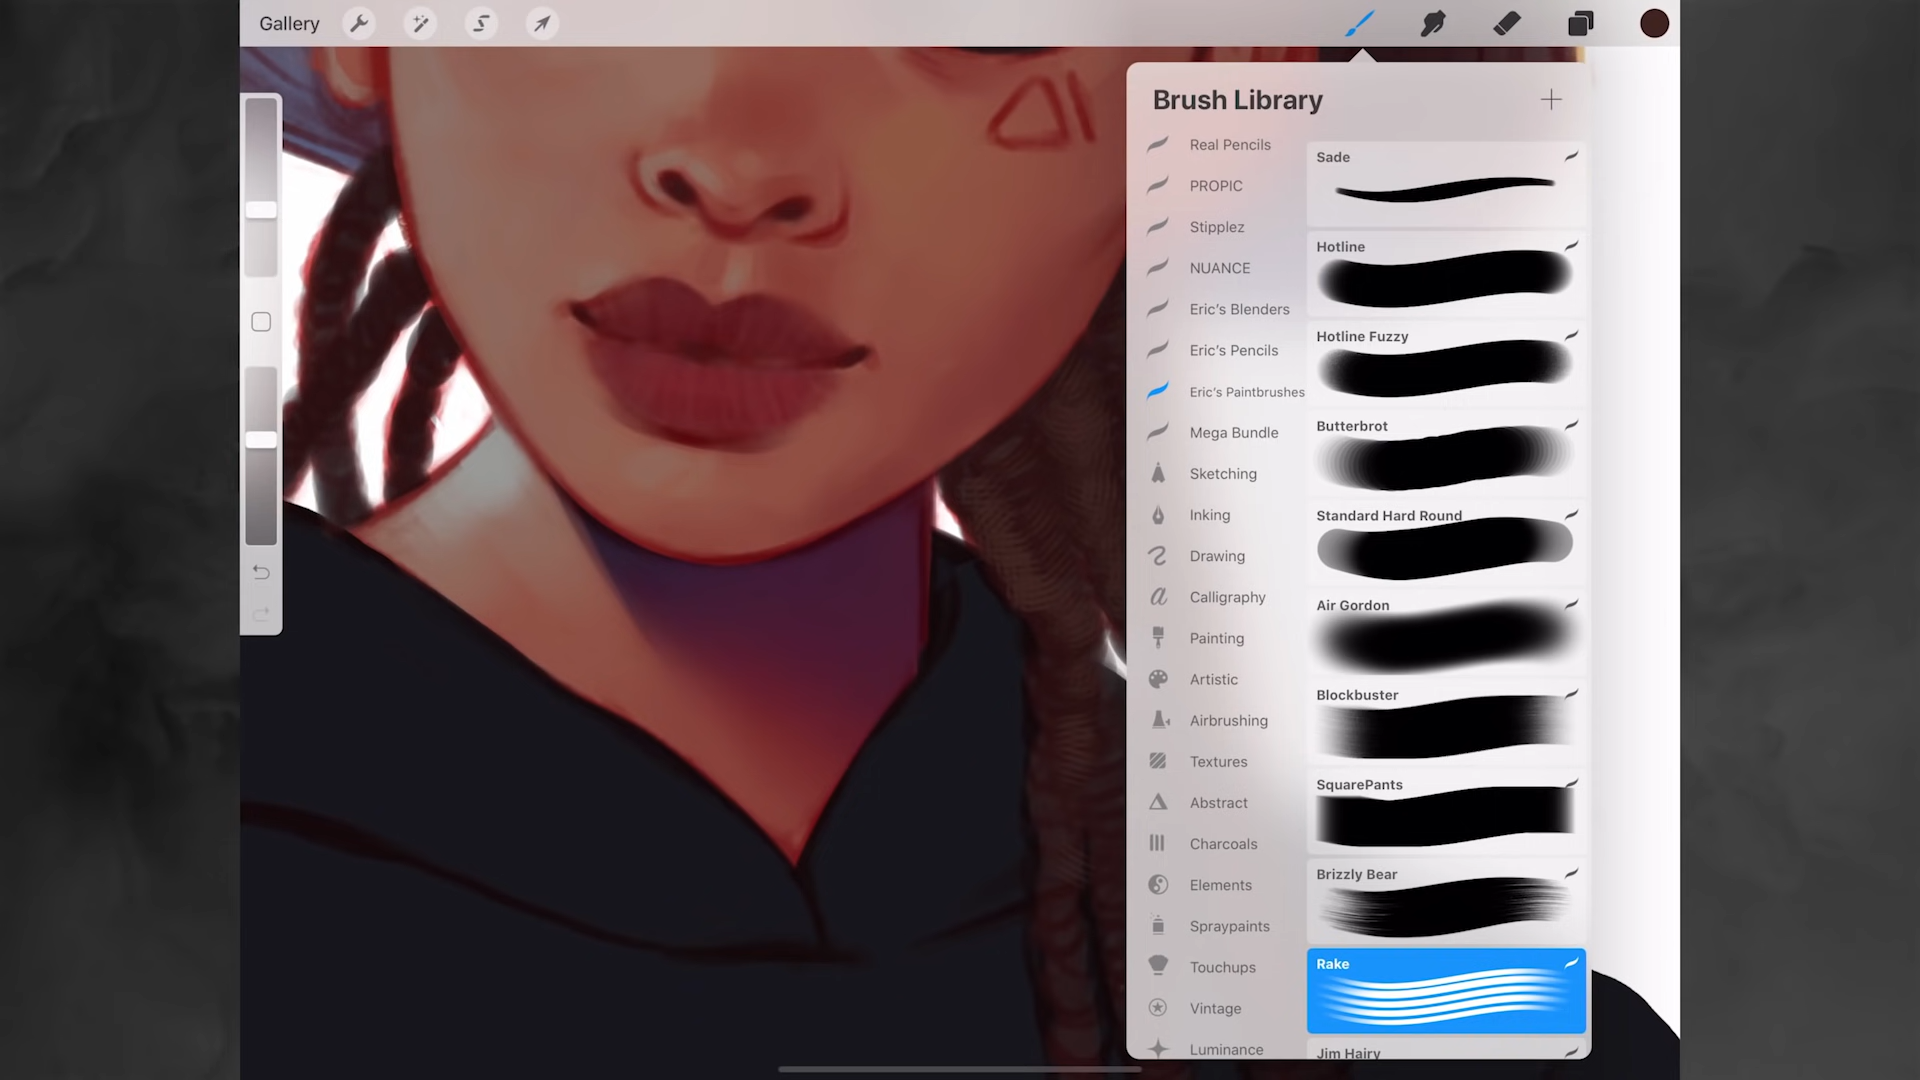 Gallery
Brush Library
Real Pencils
PROPIC
Stipplez
NUANCE
Eric's Blenders
Eric's Pencils
Eric's Paintbrushes
Mega Bundle
Sketching
Inking
Drawing
Calligraphy
Painting
Artistic
Airbrushing
Textures
Abstract
Charcoals
Elements
Spraypaints
Touchups
Vintage
Luminance
Sade
Hotline
Hotline Fuzzy
Butterbrot
Standard Hard Round
Air Gordon
Blockbuster
SquarePants
Brizzly Bear
Rake
Jim Hairy